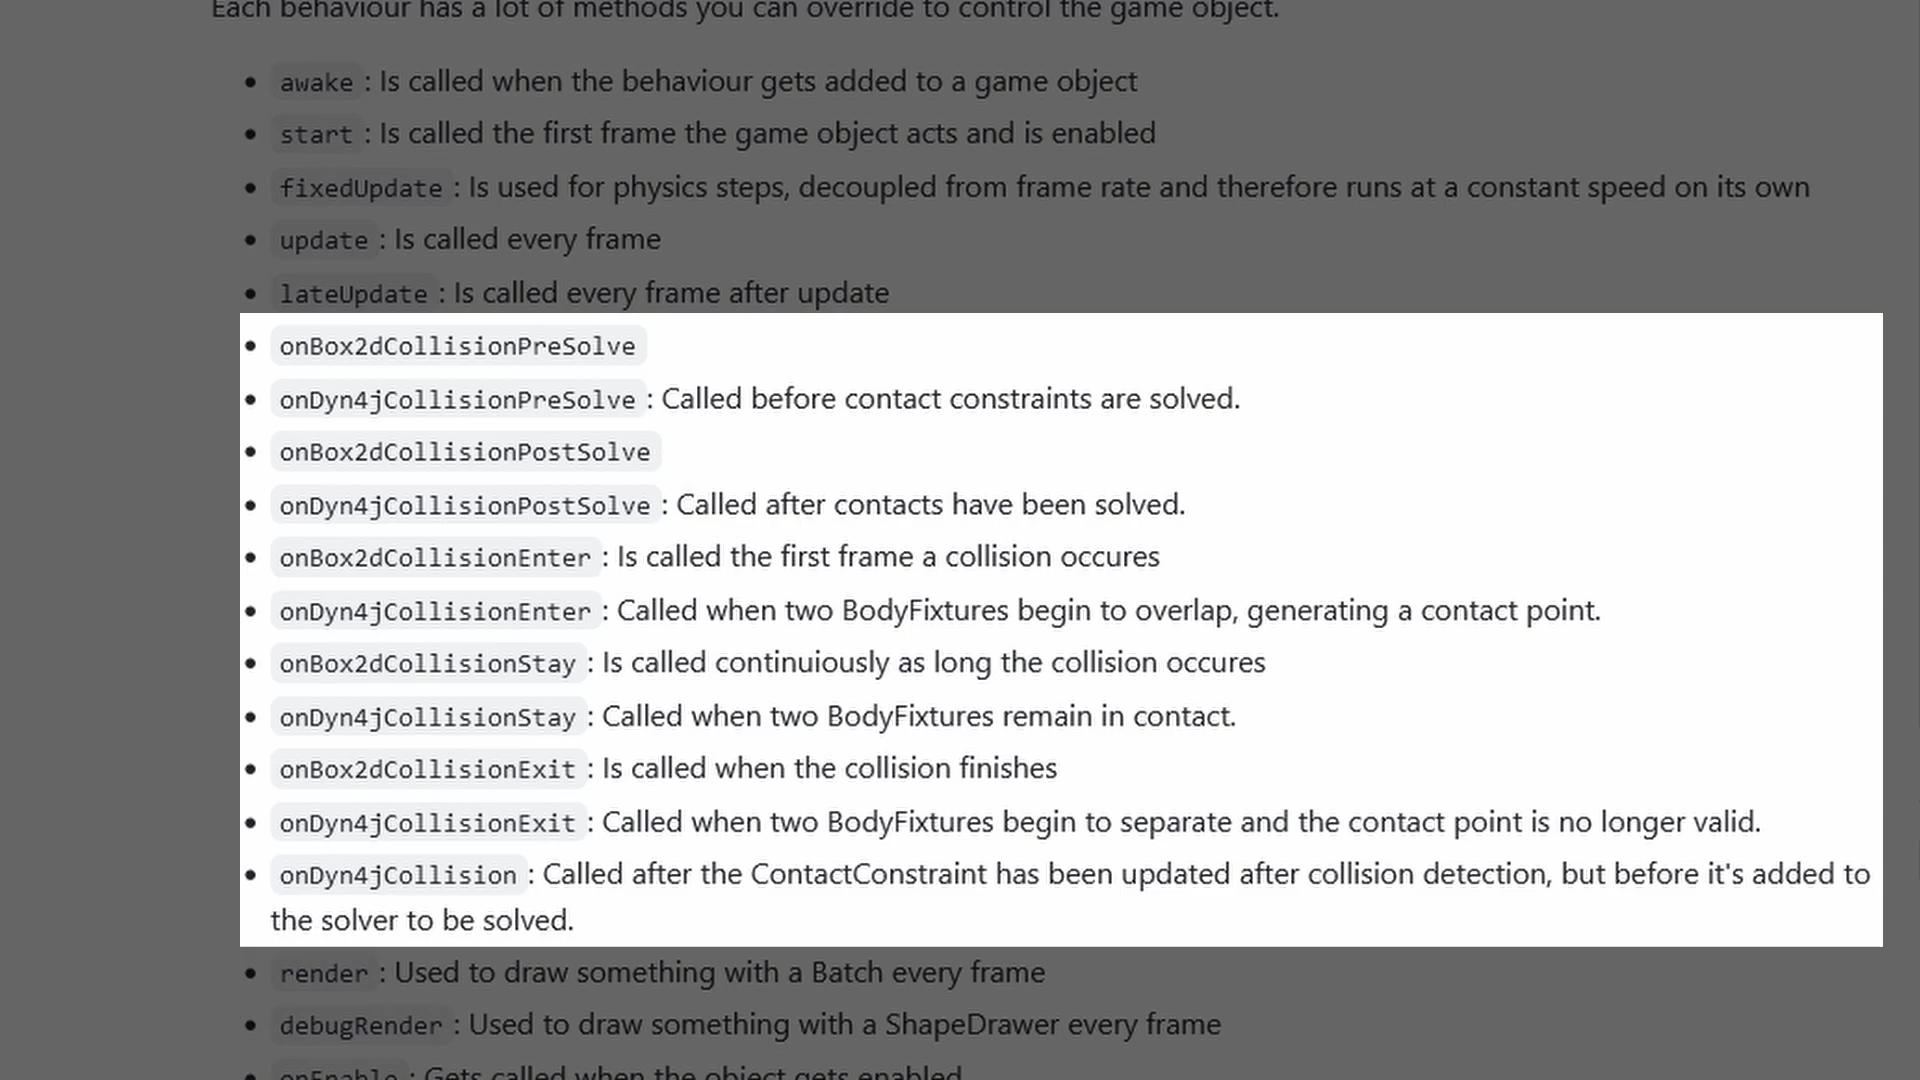 Each behaviour has a lot of methods you can override to control the game object.
• awake : Is called when the behaviour gets added to a game object
• start : Is called the first frame the game object acts and is enabled
• fixedUpdate : Is used for physics steps, decoupled from frame rate and therefore runs at a constant speed on its own
• update : Is called every frame
• lateUpdate : Is called every frame after update
• onBox2dCollisionPreSolve
• onDyn4jCollisionPreSolve : Called before contact constraints are solved.
• onBox2dCollisionPostSolve
• onDyn4jCollisionPostSolve : Called after contacts have been solved.
• onBox2dCollisionEnter : Is called the first frame a collision occures
• onDyn4jCollisionEnter : Called when two BodyFixtures begin to overlap, generating a contact point.
• onBox2dCollisionStay : Is called continuiously as long the collision occures
• onDyn4jCollisionStay : Called when two BodyFixtures remain in contact.
• onBox2dCollisionExit : Is called when the collision finishes
• onDyn4jCollisionExit : Called when two BodyFixtures begin to separate and the contact point is no longer valid.
• onDyn4jCollision : Called after the ContactConstraint has been updated after collision detection, but before it's added to
the solver to be solved.
• render : Used to draw something with a Batch every frame
• debugRender : Used to draw something with a ShapeDrawer every frame
• onEnable : Gets called when the object gets enabled